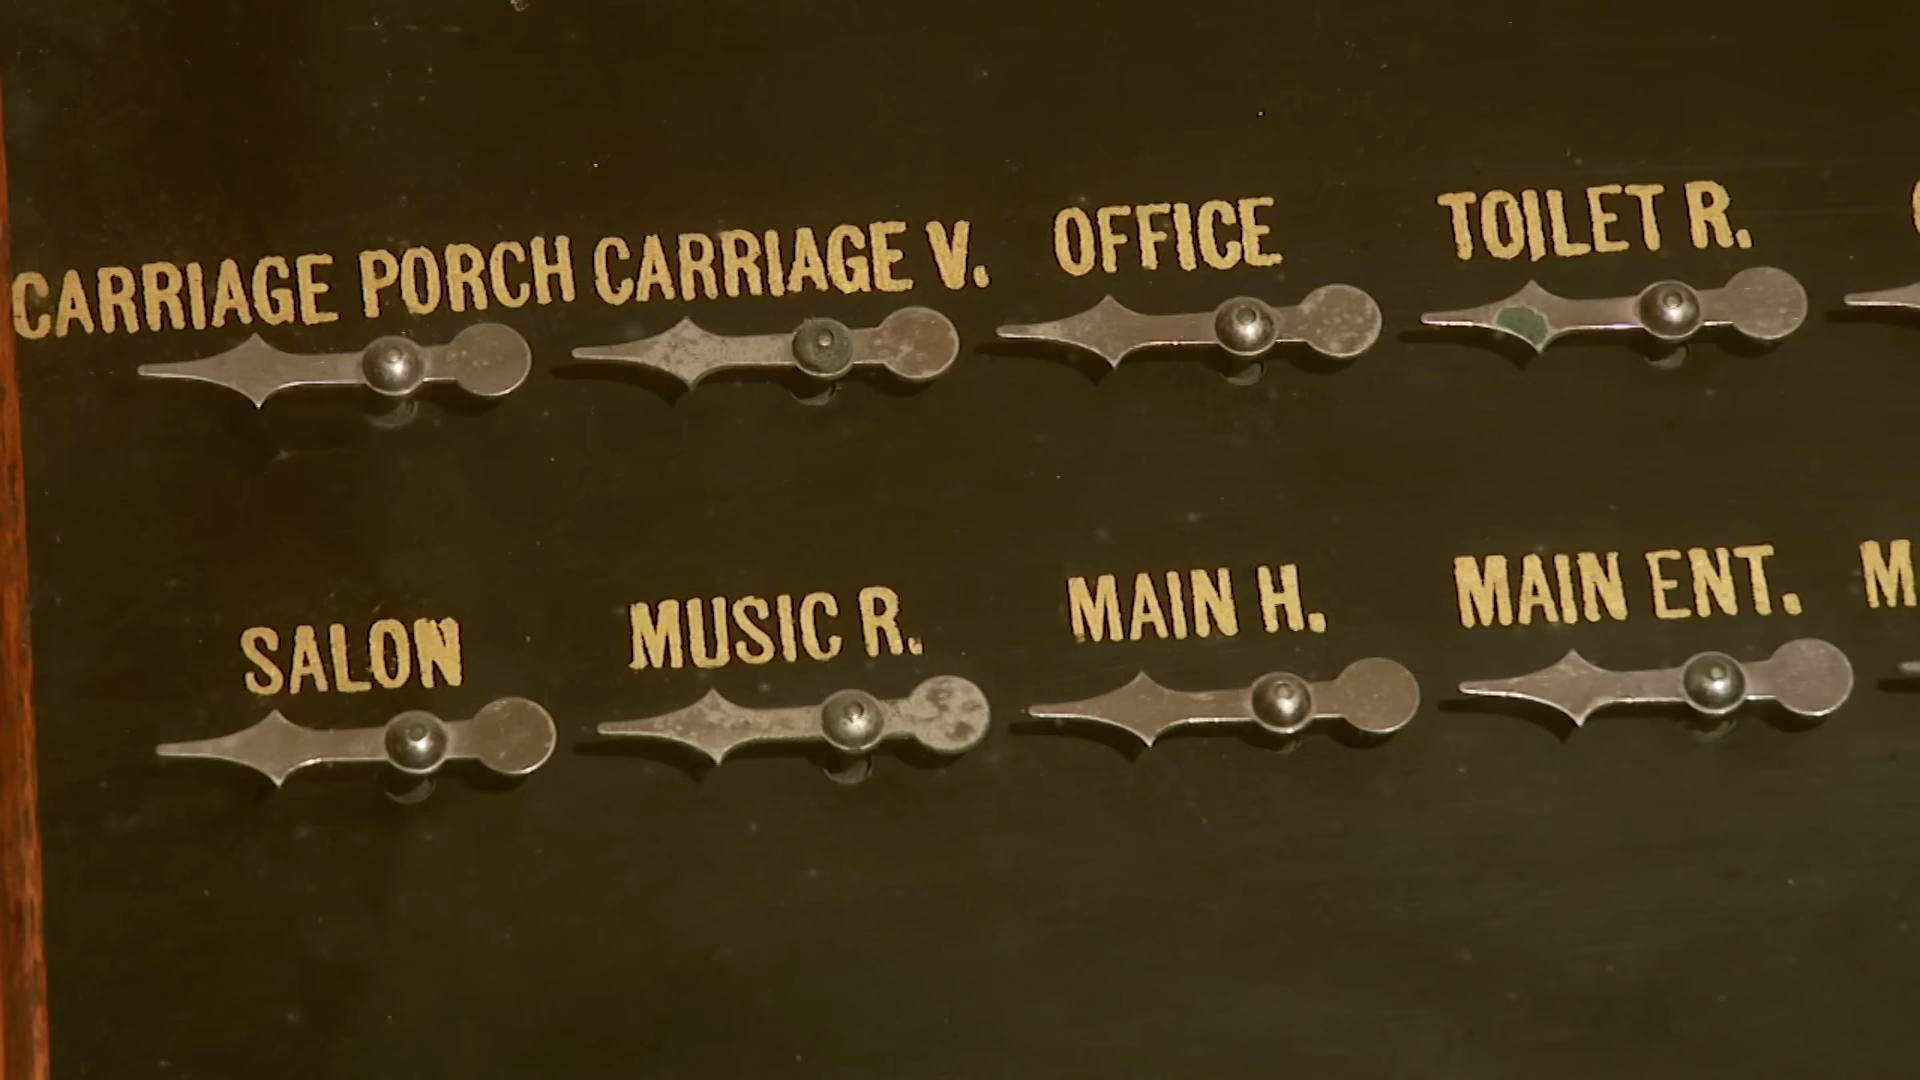 CARRIAGE PORCH CARRIAGE V. OFFICE TOILET R.
SALON MUSIC R. MAIN H. MAIN ENT.